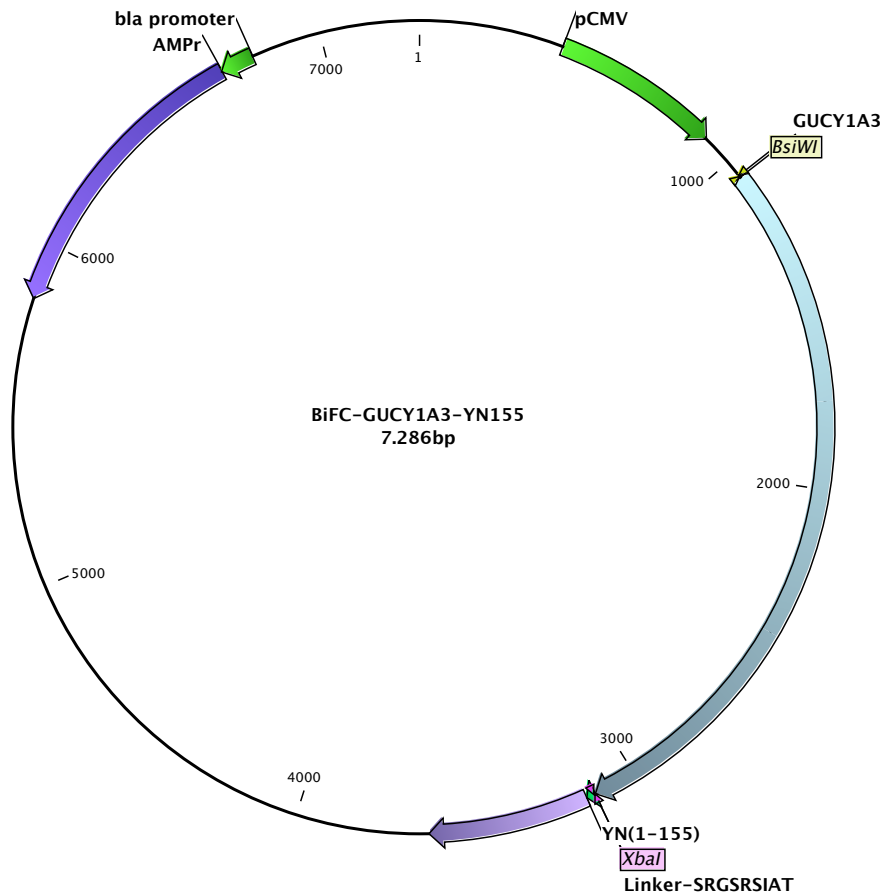 bla promoter
pCMV
AMPr
7000
1
GUCY1A3
BsiWI
1000
6000
BiFC-GUCY1A3-YN155
7.286bp
2000
5000
3000
4000
YN(1-155)
XbaI
Linker-SRGSRSIAT